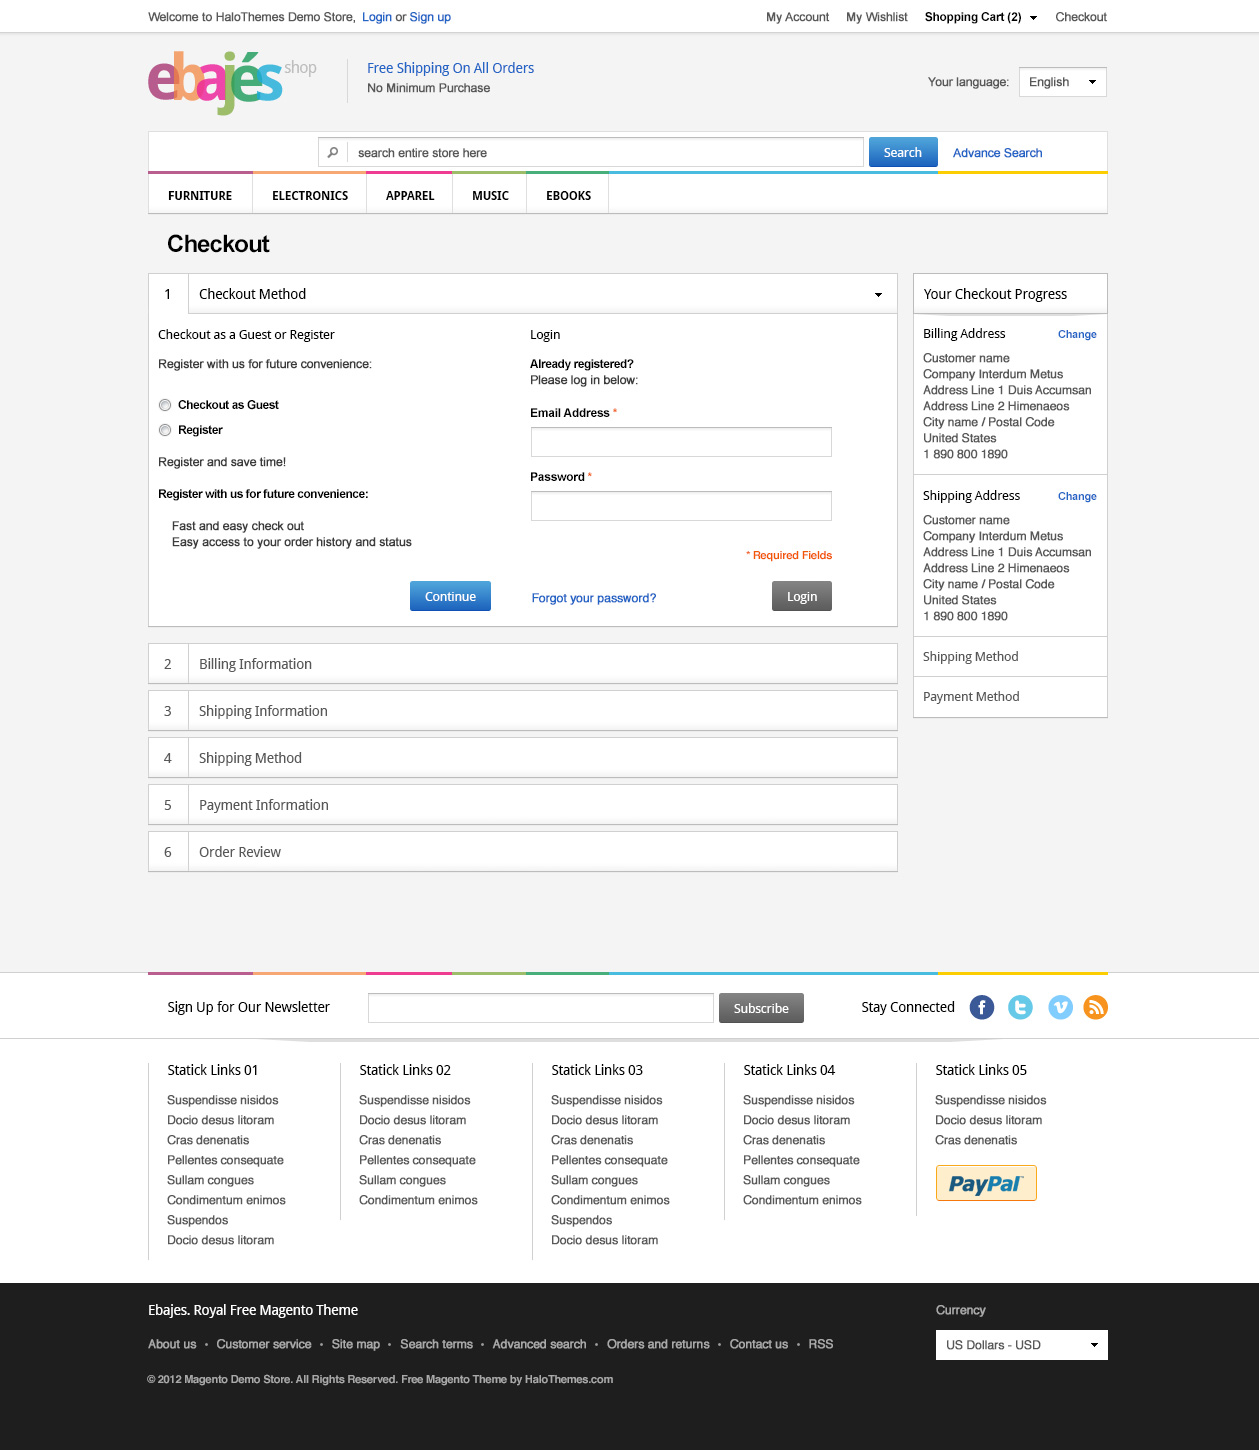 Welcome to HaloThemes Demo Store, Login or Sign up
My Account My Wishlist Shopping Cart (2) Checkout
ebajés shop
Free Shipping On All Orders
No Minimum Purchase
Your language: English
search entire store here Search Advance Search
FURNITURE ELECTRONICS APPAREL MUSIC EBOOKS
Checkout
1 Checkout Method
Checkout as a Guest or Register
Register with us for future convenience:
Checkout as Guest
Register
Register and save time!
Register with us for future convenience:
Fast and easy check out
Easy access to your order history and status
Continue
Login
Already registered?
Please log in below:
Email Address *
Password *
* Required Fields
Forgot your password? Login
2 Billing Information
3 Shipping Information
4 Shipping Method
5 Payment Information
6 Order Review
Your Checkout Progress
Billing Address Change
Customer name
Company Interdum Metus
Address Line 1 Duis Accumsan
Address Line 2 Himenaeos
City name / Postal Code
United States
1 890 800 1890
Shipping Address Change
Customer name
Company Interdum Metus
Address Line 1 Duis Accumsan
Address Line 2 Himenaeos
City name / Postal Code
United States
1 890 800 1890
Shipping Method
Payment Method
Sign Up for Our Newsletter Subscribe Stay Connected
Statick Links 01
Suspendisse nisidos
Docio desus litoram
Cras denenatis
Pellentes consequate
Sullam congues
Condimentum enimos
Suspendos
Docio desus litoram
Statick Links 02
Suspendisse nisidos
Docio desus litoram
Cras denenatis
Pellentes consequate
Sullam congues
Condimentum enimos
Statick Links 03
Suspendisse nisidos
Docio desus litoram
Cras denenatis
Pellentes consequate
Sullam congues
Condimentum enimos
Suspendos
Docio desus litoram
Statick Links 04
Suspendisse nisidos
Docio desus litoram
Cras denenatis
Pellentes consequate
Sullam congues
Condimentum enimos
Statick Links 05
Suspendisse nisidos
Docio desus litoram
Cras denenatis
PayPal
Ebajes. Royal Free Magento Theme
About us • Customer service • Site map • Search terms • Advanced search • Orders and returns • Contact us • RSS
© 2012 Magento Demo Store. All Rights Reserved. Free Magento Theme by HaloThemes.com
Currency
US Dollars - USD